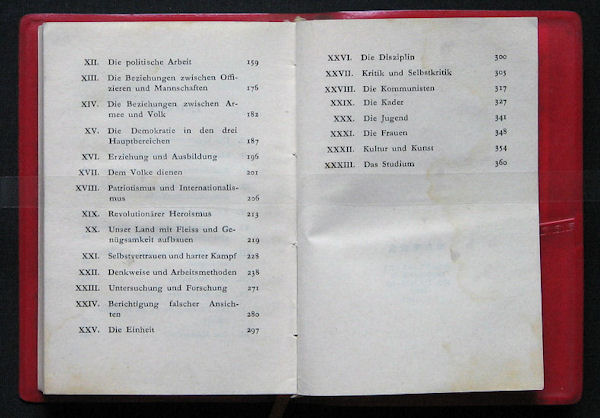 XII. Die politische Arbeit 159
XIII. Die Beziehungen zwischen Offi-
zieren und Mannschaften 176
XIV. Die Beziehungen zwischen Ar-
mee und Volk 182
XV. Die Demokratie in den drei
Hauptbereichen 187
XVI. Erziehung und Ausbildung 196
XVII. Dem Volke dienen 201
XVIII. Patriotismus und Internationalis-
mus 206
XIX. Revolutionärer Heroismus 213
XX. Unser Land mit Fleiss und Ge-
nügsamkeit aufbauen 219
XXI. Selbstvertrauen und harter Kampf 228
XXII. Denkweise und Arbeitsmethoden 238
XXIII. Untersuchung und Forschung 271
XXIV. Berichtigung falscher Ansich-
ten 280
XXV. Die Einheit 297
XXVI. Die Disziplin 300
XXVII. Kritik und Selbstkritik 305
XXVIII. Die Kommunisten 317
XXIX. Die Kader 327
XXX. Die Jugend 341
XXXI. Die Frauen 348
XXXII. Kultur und Kunst 354
XXXIII. Das Studium 360